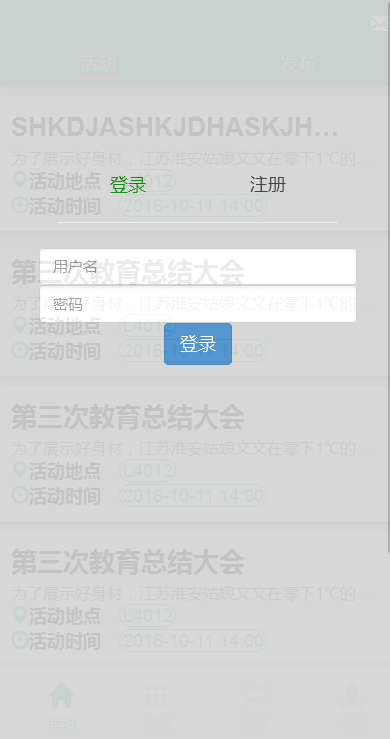 活动 发布
SHKDJASHKJDHASKJH...
为了展示好身材，江苏淮安姑娘文文在零下1℃的...
活动地点 L4012
登录 注册
活动时间 2016-10-11 14:00
用户名
第三次教育总结大会
为了展示好身材，江苏淮安姑娘文文在零下1℃的...
密码
活动地点 L4012
登录
活动时间 2016-10-11 14:00
第三次教育总结大会
为了展示好身材，江苏淮安姑娘文文在零下1℃的...
活动地点 L4012
活动时间 2016-10-11 14:00
第三次教育总结大会
为了展示好身材，江苏淮安姑娘文文在零下1℃的...
活动地点 L4012
活动时间 2016-10-11 14:00
活动